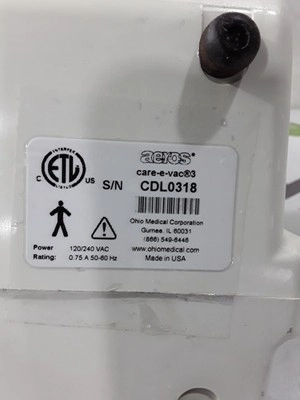 aeros®
care-e-vac®3
INTERTEK
C ETL US
S/N CDL0318
Ohio Medical Corporation
Gurnee, IL 60031
(866) 549-6446
www.ohiomedical.com
Made in USA
Power Rating: 120/240 VAC
0.75 A 50-60 Hz